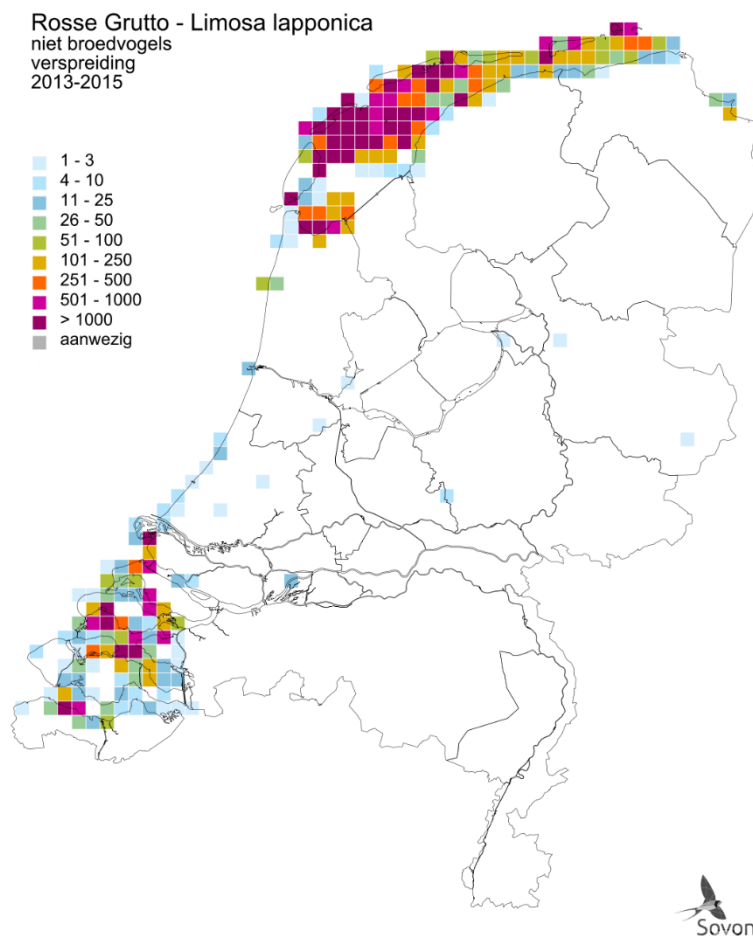 Rosse Grutto - Limosa lapponica
niet broedvogels
verspreiding
2013-2015
1 - 3
4 - 10
11 - 25
26 - 50
51 - 100
101 - 250
251 - 500
501 - 1000
> 1000
aanwezig
Sovon